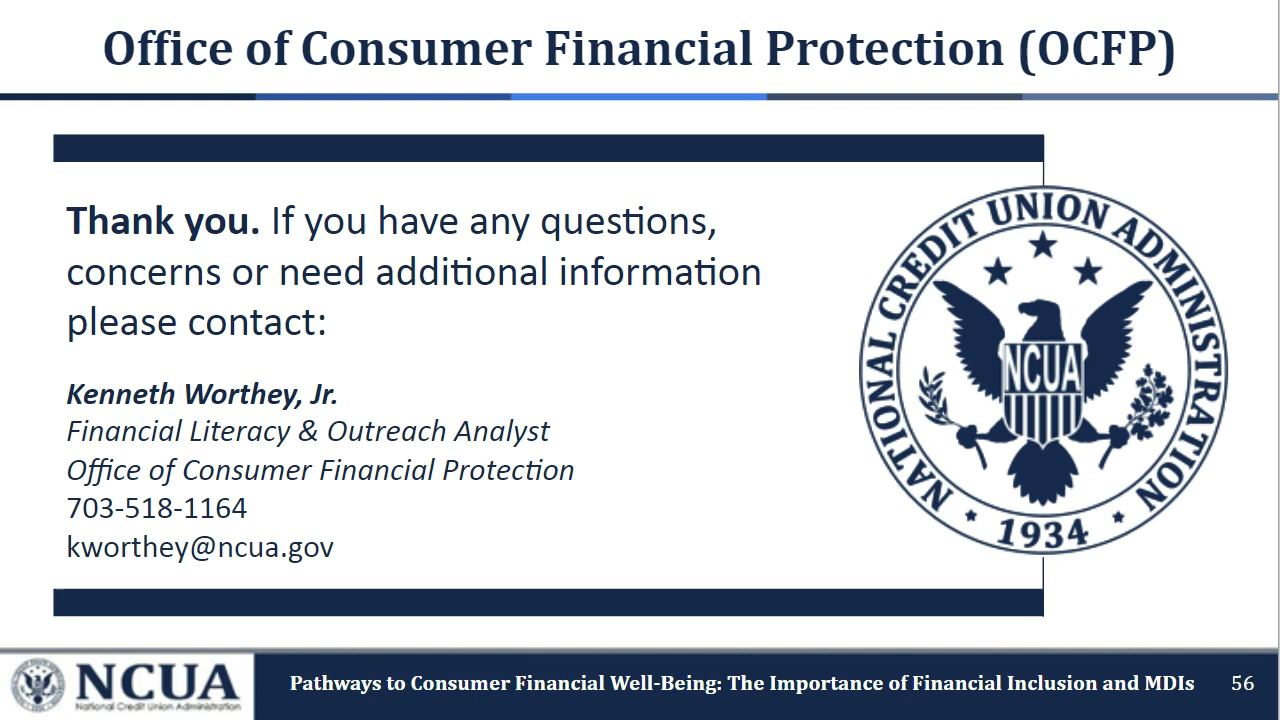 Office of Consumer Financial Protection (OCFP)
Thank you. If you have any questions,
concerns or need additional information
please contact:
Kenneth Worthey, Jr.
Financial Literacy & Outreach Analyst
Office of Consumer Financial Protection
703-518-1164
kworthey@ncua.gov
NATIONAL CREDIT UNION ADMINISTRATION
NCUA
1934
NCUA
National Credit Union Administration
Pathways to Consumer Financial Well-Being: The Importance of Financial Inclusion and MDIs 56